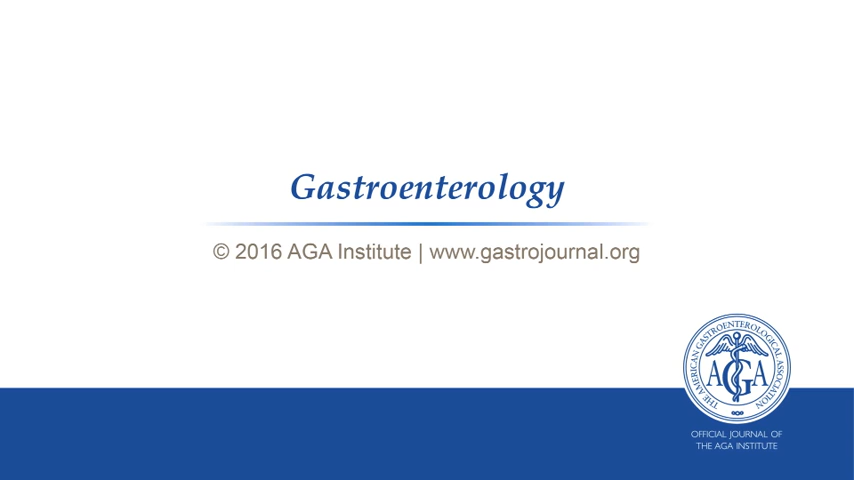 Gastroenterology
© 2016 AGA Institute | www.gastrojournal.org
THE AMERICAN GASTROENTEROLOGICAL ASSOCIATION
AGA
OFFICIAL JOURNAL OF
THE AGA INSTITUTE